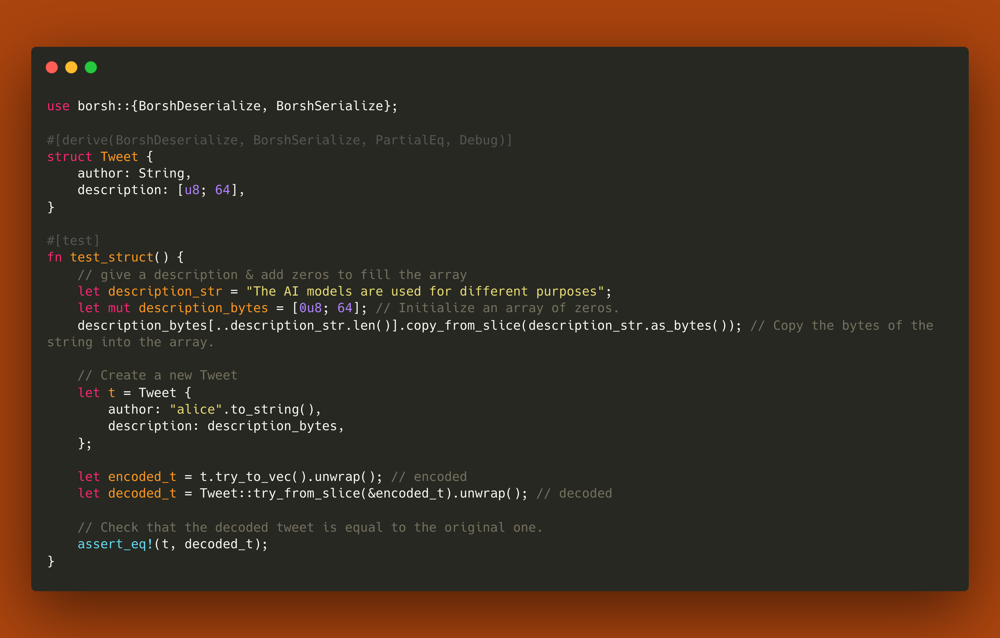 use borsh::{BorshDeserialize, BorshSerialize};

#[derive(BorshDeserialize, BorshSerialize, PartialEq, Debug)]
struct Tweet {
    author: String,
    description: [u8; 64],
}

#[test]
fn test_struct() {
    // give a description & add zeros to fill the array
    let description_str = "The AI models are used for different purposes";
    let mut description_bytes = [0u8; 64]; // Initialize an array of zeros.
    description_bytes[..description_str.len()].copy_from_slice(description_str.as_bytes()); // Copy the bytes of the
string into the array.

    // Create a new Tweet
    let t = Tweet {
        author: "alice".to_string(),
        description: description_bytes,
    };

    let encoded_t = t.try_to_vec().unwrap(); // encoded
    let decoded_t = Tweet::try_from_slice(&encoded_t).unwrap(); // decoded

    // Check that the decoded tweet is equal to the original one.
    assert_eq!(t, decoded_t);
}